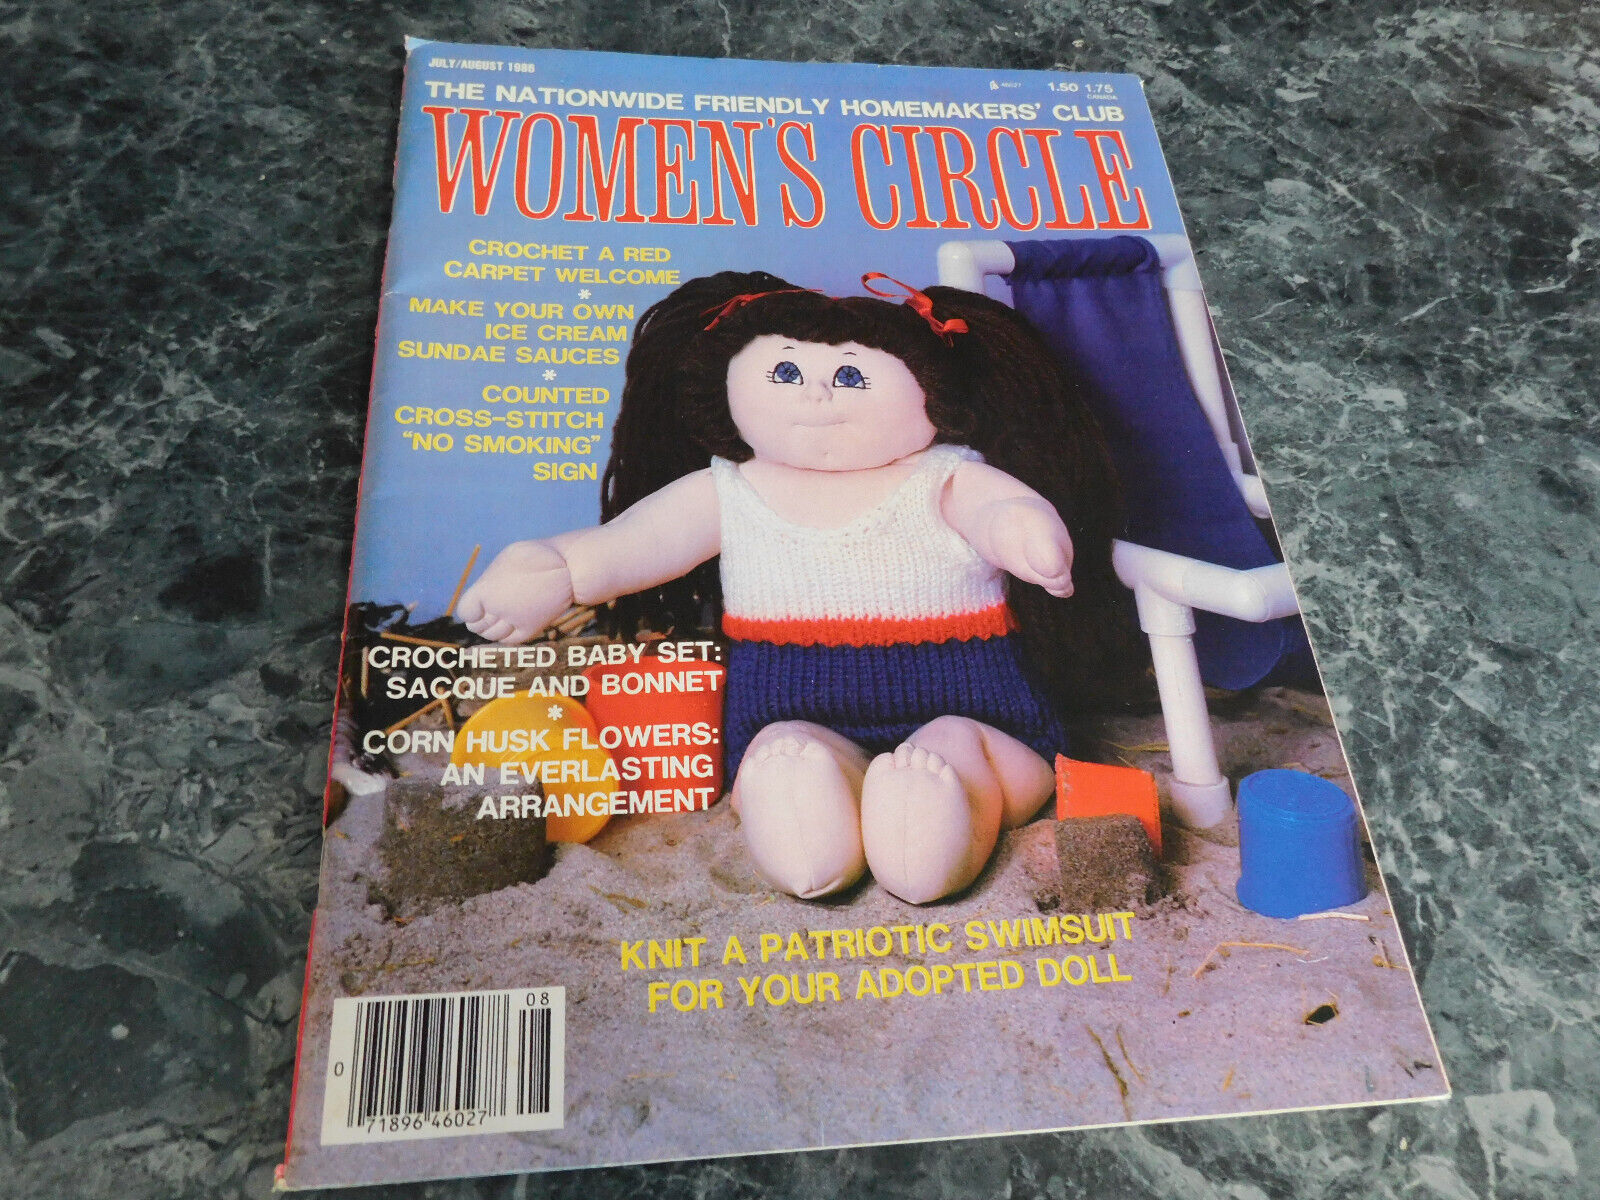 JULY/AUGUST 1986
46027
1.50 1.75
CANADA
THE NATIONWIDE FRIENDLY HOMEMAKERS' CLUB
WOMEN'S CIRCLE
CROCHET A RED
CARPET WELCOME
*
MAKE YOUR OWN
ICE CREAM
SUNDAE SAUCES
*
COUNTED
CROSS-STITCH
"NO SMOKING"
SIGN
CROCHETED BABY SET:
SACQUE AND BONNET
*
CORN HUSK FLOWERS:
AN EVERLASTING
ARRANGEMENT
KNIT A PATRIOTIC SWIMSUIT
FOR YOUR ADOPTED DOLL
08
0
71896 46027